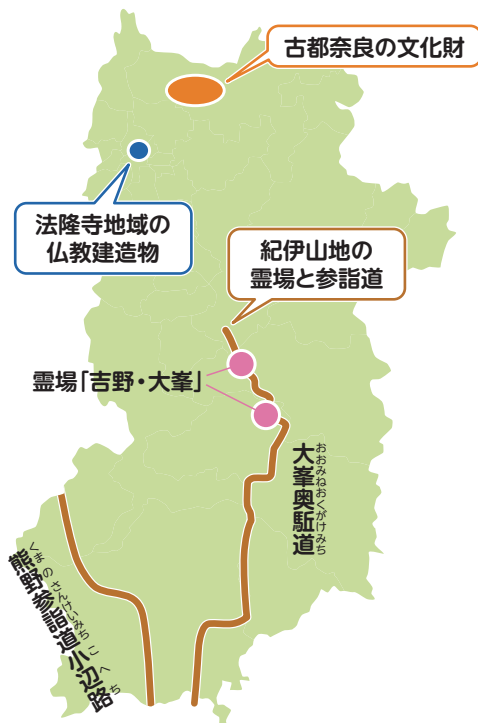 古都奈良の文化財
法隆寺地域の
仏教建造物
紀伊山地の
霊場と参詣道
霊場「吉野・大峯」
おおみねおくがけみち
大峯奥駈道
くまのさんけいみちこへち
熊野参詣道小辺路